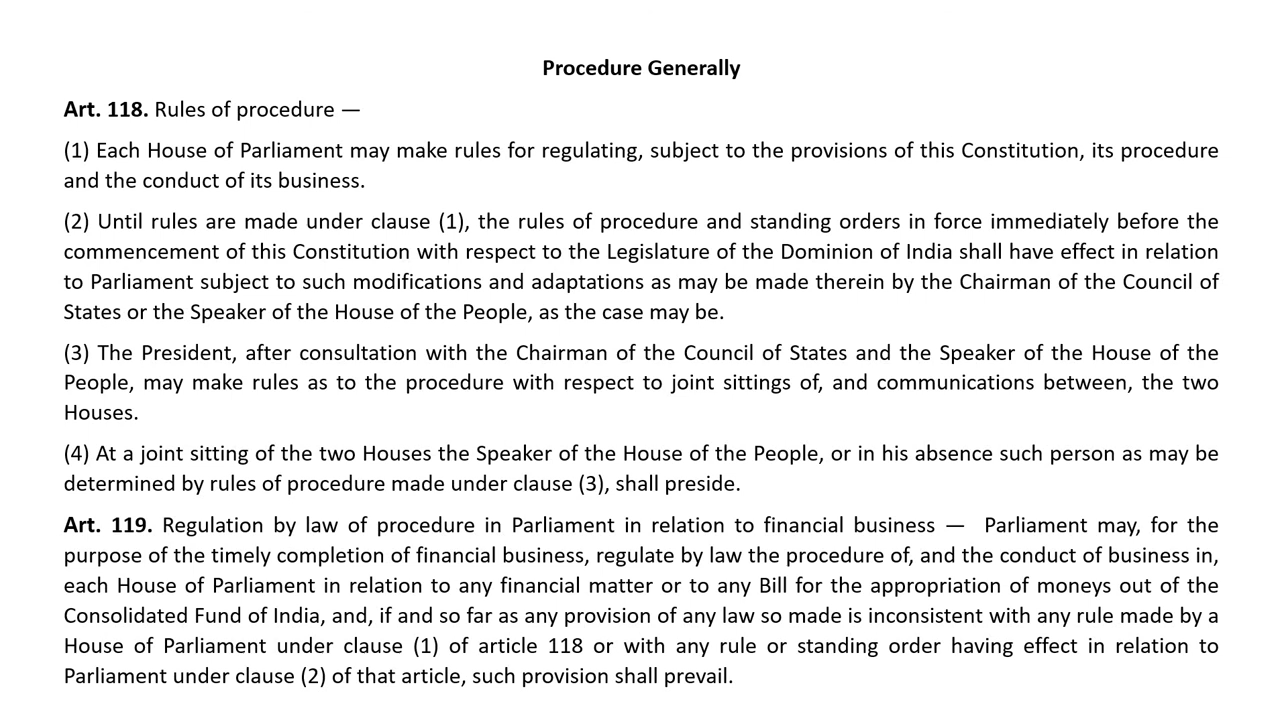 Procedure Generally
Art. 118. Rules of procedure —
(1) Each House of Parliament may make rules for regulating, subject to the provisions of this Constitution, its procedure
and the conduct of its business.
(2) Until rules are made under clause (1), the rules of procedure and standing orders in force immediately before the
commencement of this Constitution with respect to the Legislature of the Dominion of India shall have effect in relation
to Parliament subject to such modifications and adaptations as may be made therein by the Chairman of the Council of
States or the Speaker of the House of the People, as the case may be.
(3) The President, after consultation with the Chairman of the Council of States and the Speaker of the House of the
People, may make rules as to the procedure with respect to joint sittings of, and communications between, the two
Houses.
(4) At a joint sitting of the two Houses the Speaker of the House of the People, or in his absence such person as may be
determined by rules of procedure made under clause (3), shall preside.
Art. 119. Regulation by law of procedure in Parliament in relation to financial business — Parliament may, for the
purpose of the timely completion of financial business, regulate by law the procedure of, and the conduct of business in,
each House of Parliament in relation to any financial matter or to any Bill for the appropriation of moneys out of the
Consolidated Fund of India, and, if and so far as any provision of any law so made is inconsistent with any rule made by a
House of Parliament under clause (1) of article 118 or with any rule or standing order having effect in relation to
Parliament under clause (2) of that article, such provision shall prevail.